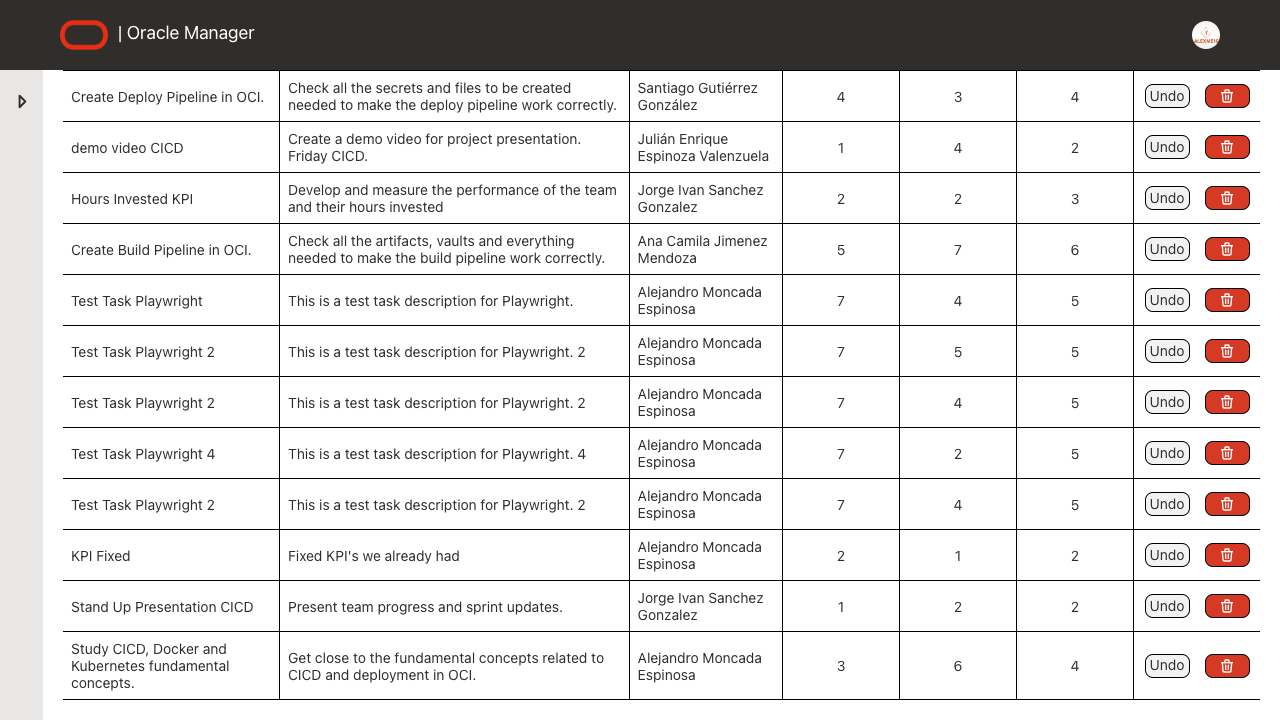 | Oracle Manager
ALEXMEIS
Create Deploy Pipeline in OCI.
Check all the secrets and files to be created
needed to make the deploy pipeline work correctly.
Santiago Gutiérrez
González
4
3
4
Undo
demo video CICD
Create a demo video for project presentation.
Friday CICD.
Julián Enrique
Espinoza Valenzuela
1
4
2
Undo
Hours Invested KPI
Develop and measure the performance of the team
and their hours invested
Jorge Ivan Sanchez
Gonzalez
2
2
3
Undo
Create Build Pipeline in OCI.
Check all the artifacts, vaults and everything
needed to make the build pipeline work correctly.
Ana Camila Jimenez
Mendoza
5
7
6
Undo
Test Task Playwright
This is a test task description for Playwright.
Alejandro Moncada
Espinosa
7
4
5
Undo
Test Task Playwright 2
This is a test task description for Playwright. 2
Alejandro Moncada
Espinosa
7
5
5
Undo
Test Task Playwright 2
This is a test task description for Playwright. 2
Alejandro Moncada
Espinosa
7
4
5
Undo
Test Task Playwright 4
This is a test task description for Playwright. 4
Alejandro Moncada
Espinosa
7
2
5
Undo
Test Task Playwright 2
This is a test task description for Playwright. 2
Alejandro Moncada
Espinosa
7
4
5
Undo
KPI Fixed
Fixed KPI's we already had
Alejandro Moncada
Espinosa
2
1
2
Undo
Stand Up Presentation CICD
Present team progress and sprint updates.
Jorge Ivan Sanchez
Gonzalez
1
2
2
Undo
Study CICD, Docker and
Kubernetes fundamental
concepts.
Get close to the fundamental concepts related to
CICD and deployment in OCI.
Alejandro Moncada
Espinosa
3
6
4
Undo